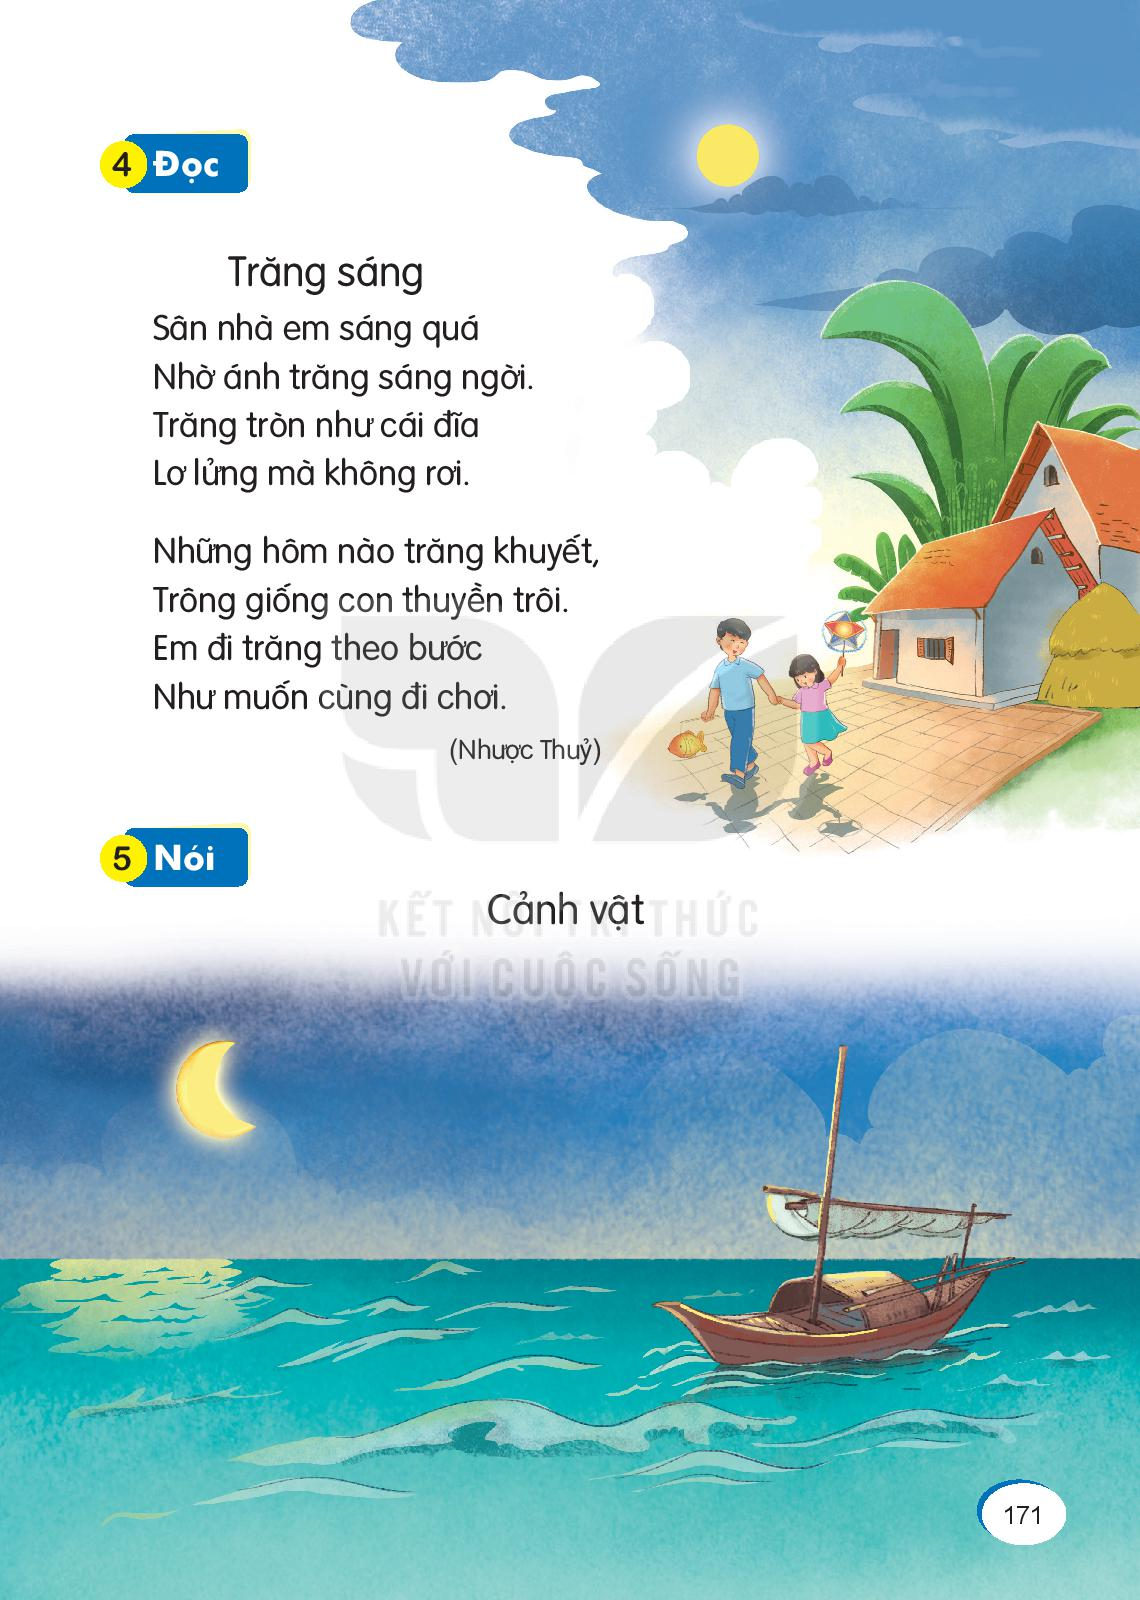 4 Đọc
Trăng sáng
Sân nhà em sáng quá
Nhờ ánh trăng sáng ngời.
Trăng tròn như cái đĩa
Lơ lửng mà không rơi.
Những hôm nào trăng khuyết,
Trông giống con thuyền trôi.
Em đi trăng theo bước
Như muốn cùng đi chơi.
(Nhược Thuỷ)
5 Nói
Cảnh vật
KẾT NỐI TRI THỨC
VỚI CUỘC SỐNG
171